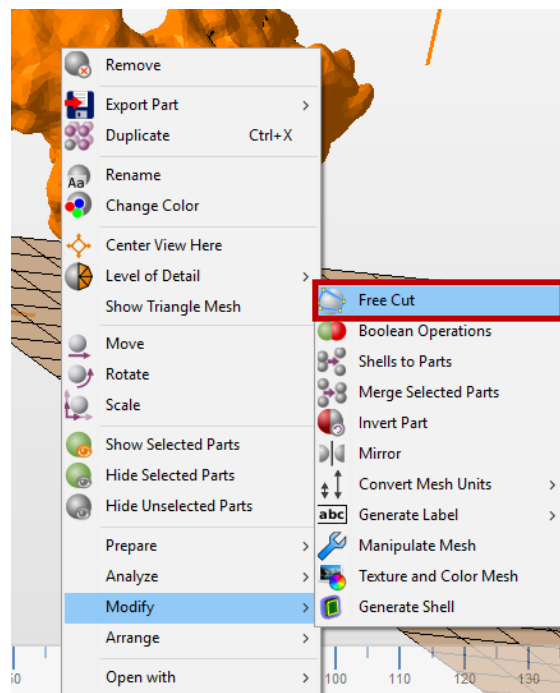 Remove
Export Part
Duplicate Ctrl+X
Aa Rename
Change Color
Center View Here
Level of Detail
Show Triangle Mesh
Move
Rotate
Scale
Show Selected Parts
Hide Selected Parts
Hide Unselected Parts
Prepare
Analyze
Modify
Arrange
Open with
Free Cut
Boolean Operations
Shells to Parts
Merge Selected Parts
Invert Part
Mirror
Convert Mesh Units
abc Generate Label
Manipulate Mesh
Texture and Color Mesh
Generate Shell
100 110 120 130